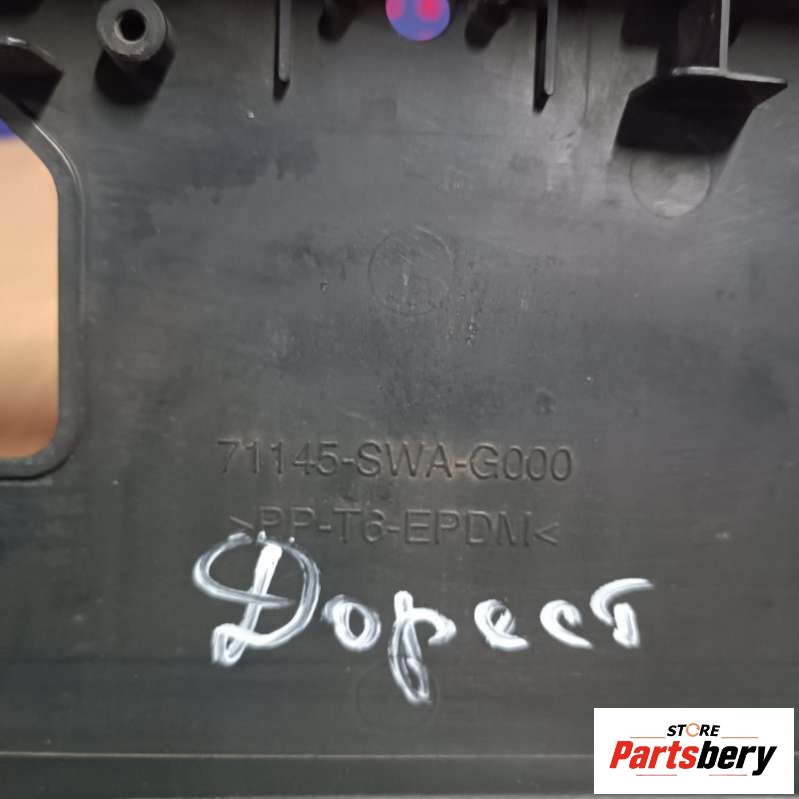 71145-SWA-G000
>PP-T6-EPDM<
Дорест
STORE
Partsbery